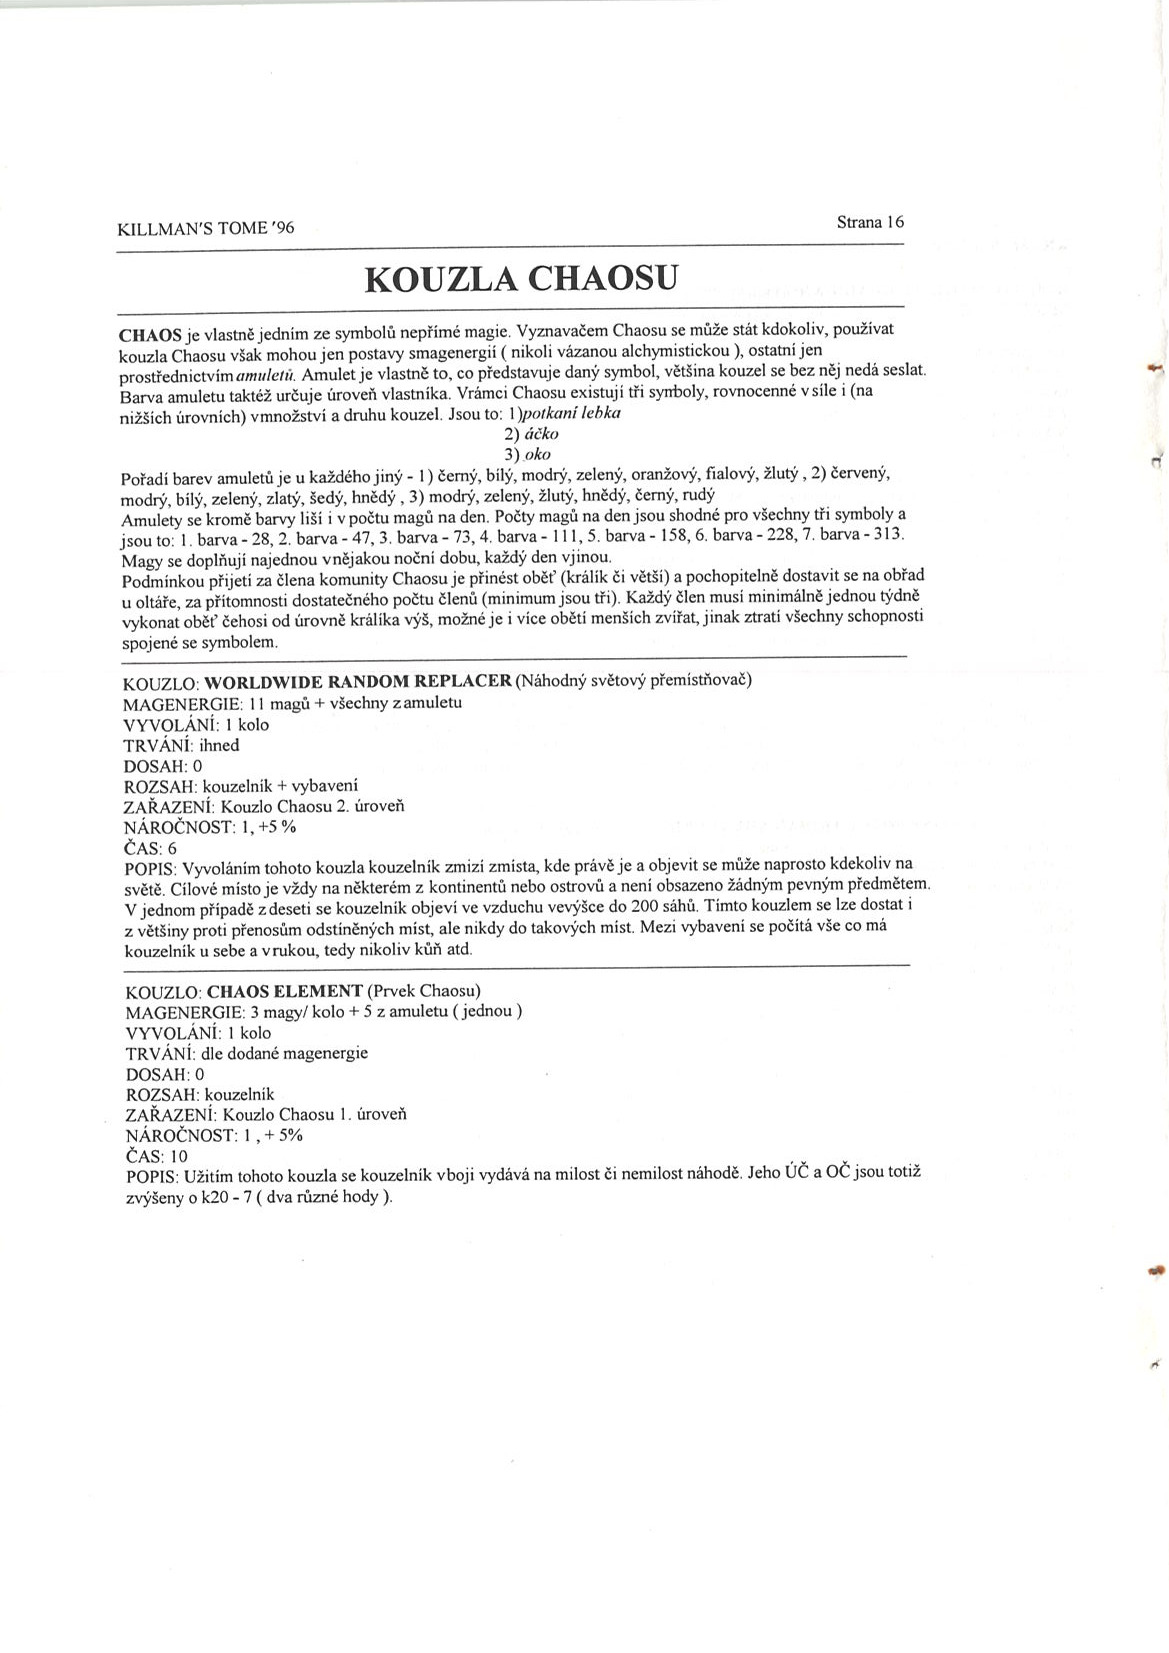 KILLMAN'S TOME '96
Strana 16
KOUZLA CHAOSU
CHAOS je vlastně jedním ze symbolů nepřímé magie. Vyznavačem Chaosu se může stát kdokoliv, používat
kouzla Chaosu však mohou jen postavy smagenergií ( nikoli vázanou alchymistickou ), ostatní jen
prostřednictvím amuletů. Amulet je vlastně to, co představuje daný symbol, většina kouzel se bez něj nedá seslat.
Barva amuletu taktéž určuje úroveň vlastníka. Vrámci Chaosu existují tři symboly, rovnocenné v síle i (na
nižších úrovních) vmnožství a druhu kouzel. Jsou to: 1)potkaní lebka
2) áčko
3) oko
Pořadí barev amuletů je u každého jiný - 1) černý, bílý, modrý, zelený, oranžový, fialový, žlutý , 2) červený,
modrý, bílý, zelený, zlatý, šedý, hnědý , 3) modrý, zelený, žlutý, hnědý, černý, rudý
Amulety se kromě barvy liší i v počtu magů na den. Počty magů na den jsou shodné pro všechny tři symboly a
jsou to: 1. barva - 28, 2. barva - 47, 3. barva - 73, 4. barva - 111, 5. barva - 158, 6. barva - 228, 7. barva - 313.
Magy se doplňují najednou vnějakou noční dobu, každý den vjinou.
Podmínkou přijetí za člena komunity Chaosu je přinést oběť (králík či větší) a pochopitelně dostavit se na obřad
u oltáře, za přítomnosti dostatečného počtu členů (minimum jsou tři). Každý člen musí minimálně jednou týdně
vykonat oběť čehosi od úrovně králíka výš, možné je i více obětí menších zvířat, jinak ztratí všechny schopnosti
spojené se symbolem.
KOUZLO: WORLDWIDE RANDOM REPLACER (Náhodný světový přemístňovač)
MAGENERGIE: 11 magů + všechny z amuletu
VYVOLÁNÍ: 1 kolo
TRVÁNÍ: ihned
DOSAH: 0
ROZSAH: kouzelník + vybavení
ZAŘAZENÍ: Kouzlo Chaosu 2. úroveň
NÁROČNOST: 1, +5 %
ČAS: 6
POPIS: Vyvoláním tohoto kouzla kouzelník zmizí zmísta, kde právě je a objevit se může naprosto kdekoliv na
světě. Cílové místo je vždy na některém z kontinentů nebo ostrovů a není obsazeno žádným pevným předmětem.
V jednom případě z deseti se kouzelník objeví ve vzduchu vevýšce do 200 sáhů. Tímto kouzlem se lze dostat i
z většiny proti přenosům odstíněných míst, ale nikdy do takových míst. Mezi vybavení se počítá vše co má
kouzelník u sebe a v rukou, tedy nikoliv kůň atd.
KOUZLO: CHAOS ELEMENT (Prvek Chaosu)
MAGENERGIE: 3 magy/ kolo + 5 z amuletu ( jednou )
VYVOLÁNÍ: 1 kolo
TRVÁNÍ: dle dodané magenergie
DOSAH: 0
ROZSAH: kouzelník
ZAŘAZENÍ: Kouzlo Chaosu 1. úroveň
NÁROČNOST: 1 , + 5%
ČAS: 10
POPIS: Užitím tohoto kouzla se kouzelník vboji vydává na milost či nemilost náhodě. Jeho ÚČ a OČ jsou totiž
zvýšeny o k20 - 7 ( dva různé hody ).